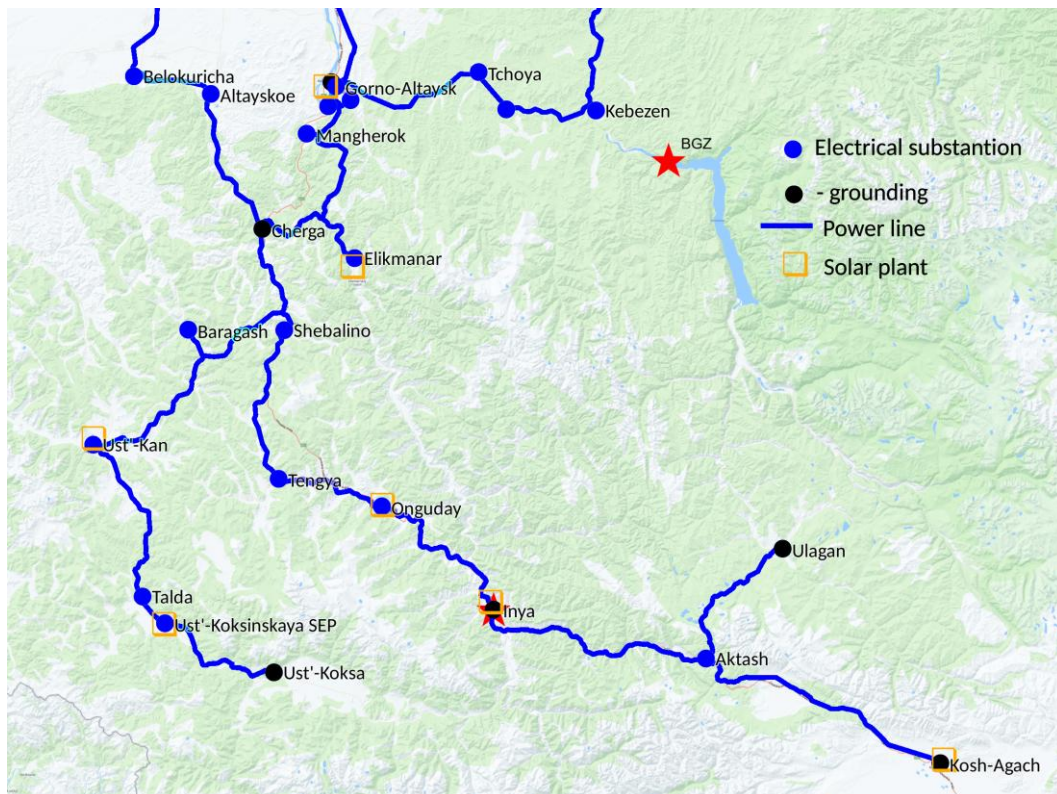 Belokuricha
Altayskoe
Gorno-Altaysk
Tchoya
Kebezen
Mangherok
BGZ
Electrical substantion
- grounding
Power line
Solar plant
Cherga
Elikmanar
Baragash
Shebalino
Ust'-Kan
Tengya
Onguday
Ulagan
Talda
Inya
Ust'-Koksinskaya SEP
Aktash
Ust'-Koksa
Kosh-Agach